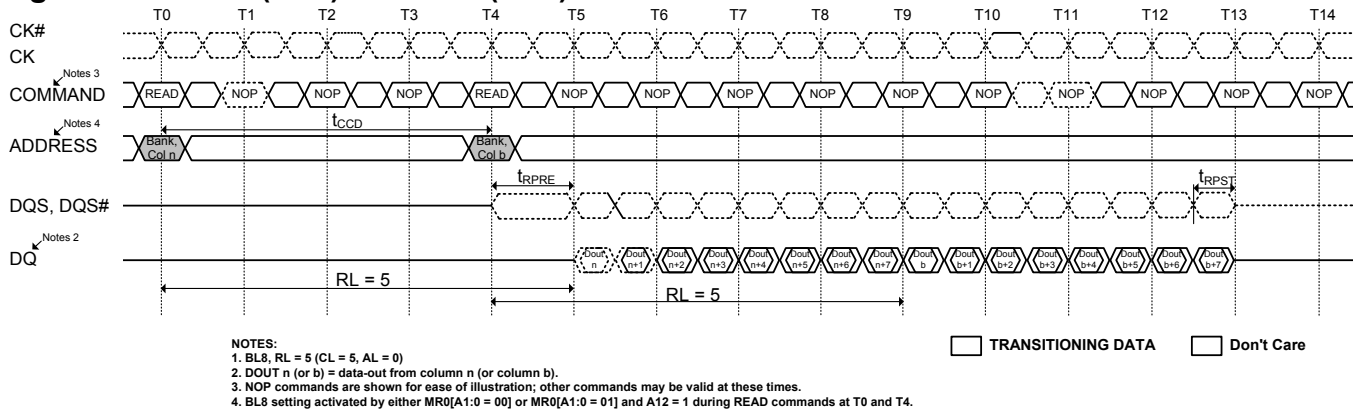 T0 T1 T2 T3 T4 T5 T6 T7 T8 T9 T10 T11 T12 T13 T14
CK#
CK
Notes 3
COMMAND READ NOP NOP NOP READ NOP NOP NOP NOP NOP NOP NOP NOP NOP NOP
Notes 4
tCCD
ADDRESS Bank, Col n Bank, Col b
tRPRE tRPST
DQS, DQS#
Notes 2
DQ Dout n Dout n+1 Dout n+2 Dout n+3 Dout n+4 Dout n+5 Dout n+6 Dout n+7 Dout b Dout b+1 Dout b+2 Dout b+3 Dout b+4 Dout b+5 Dout b+6 Dout b+7
RL = 5 RL = 5
NOTES:
1. BL8, RL = 5 (CL = 5, AL = 0)
2. DOUT n (or b) = data-out from column n (or column b).
3. NOP commands are shown for ease of illustration; other commands may be valid at these times.
4. BL8 setting activated by either MR0[A1:0 = 00] or MR0[A1:0 = 01] and A12 = 1 during READ commands at T0 and T4.
TRANSITIONING DATA Don't Care